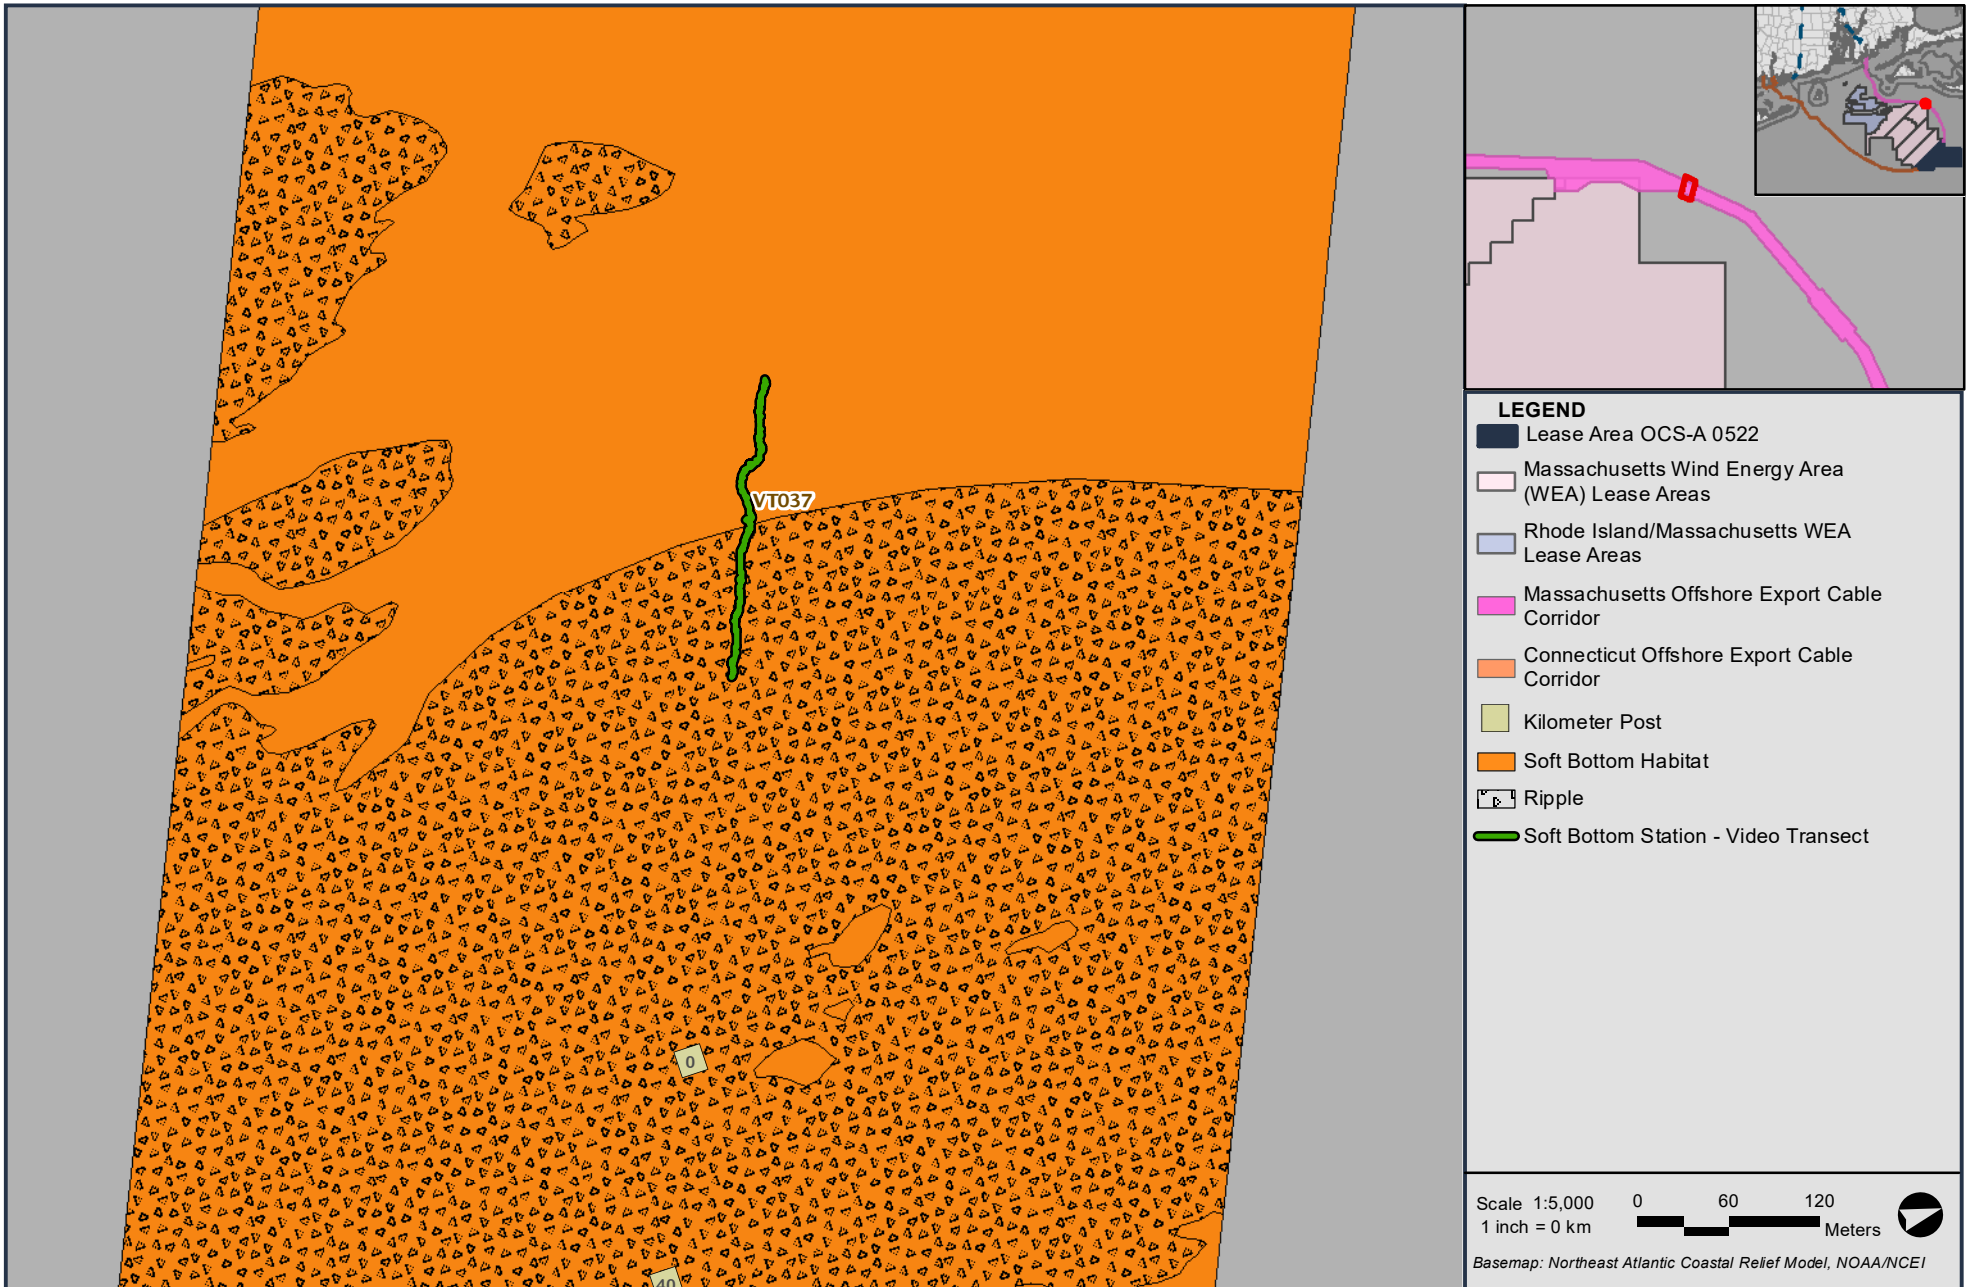 VT037
0
40
LEGEND
Lease Area OCS-A 0522
Massachusetts Wind Energy Area
(WEA) Lease Areas
Rhode Island/Massachusetts WEA
Lease Areas
Massachusetts Offshore Export Cable
Corridor
Connecticut Offshore Export Cable
Corridor
Kilometer Post
Soft Bottom Habitat
Ripple
Soft Bottom Station - Video Transect
Scale 1:5,000
1 inch = 0 km
0 60 120
Meters
Basemap: Northeast Atlantic Coastal Relief Model, NOAA/NCEI